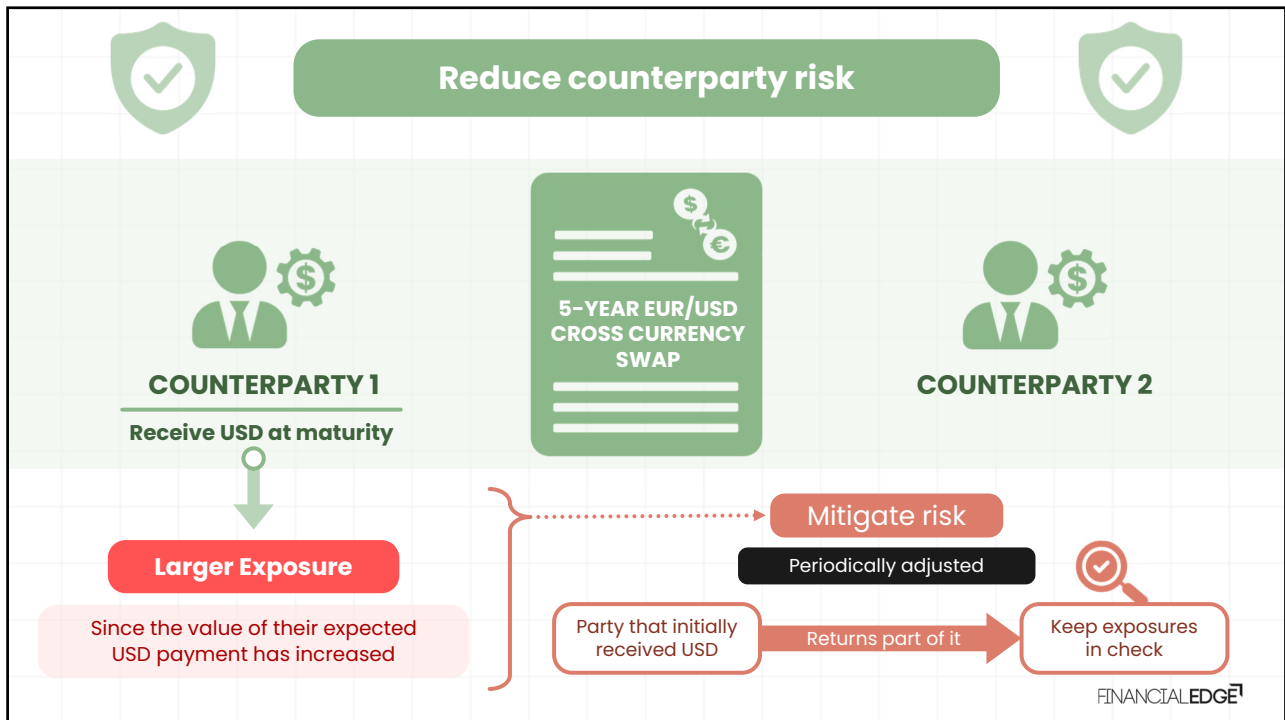 Reduce counterparty risk
$
€
$
$
5-YEAR EUR/USD
CROSS CURRENCY
SWAP
COUNTERPARTY 1
COUNTERPARTY 2
Receive USD at maturity
Larger Exposure
Since the value of their expected
USD payment has increased
Mitigate risk
Periodically adjusted
Party that initially
received USD
Returns part of it
Keep exposures
in check
FINANCIALEDGE